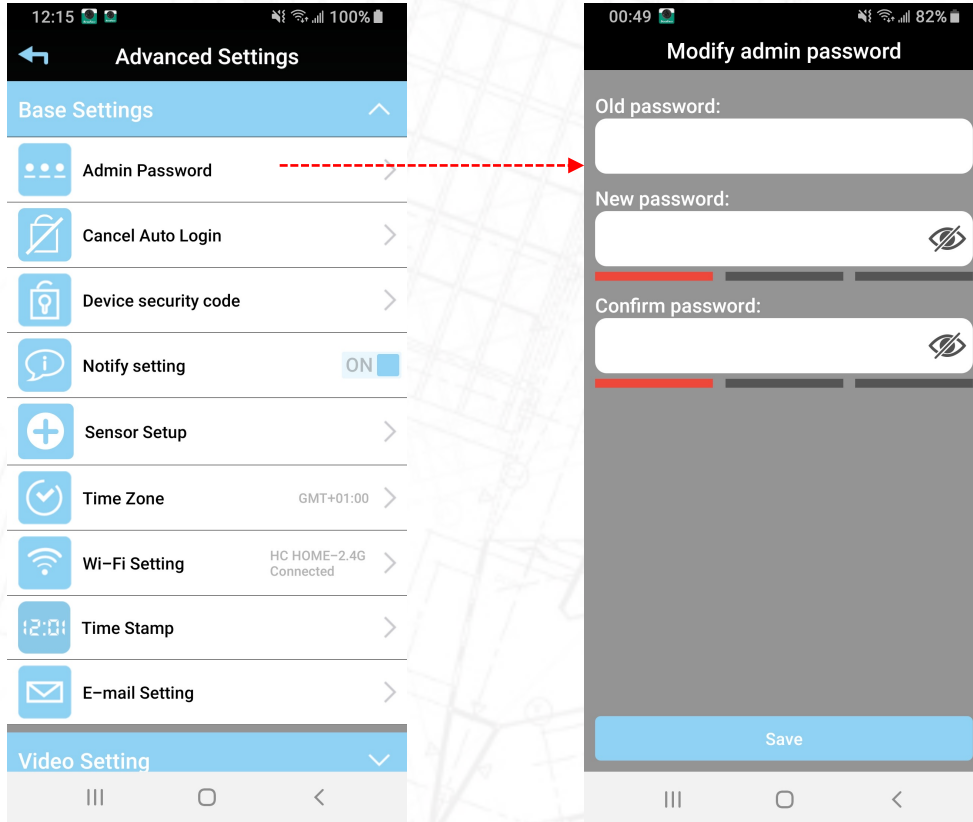 12:15
100%
Advanced Settings
Base Settings
Admin Password
Cancel Auto Login
Device security code
Notify setting
ON
Sensor Setup
Time Zone
GMT+01:00
Wi-Fi Setting
HC HOME-2.4G
Connected
12:01
Time Stamp
E-mail Setting
Video Setting
00:49
82%
Modify admin password
Old password:
New password:
Confirm password:
Save